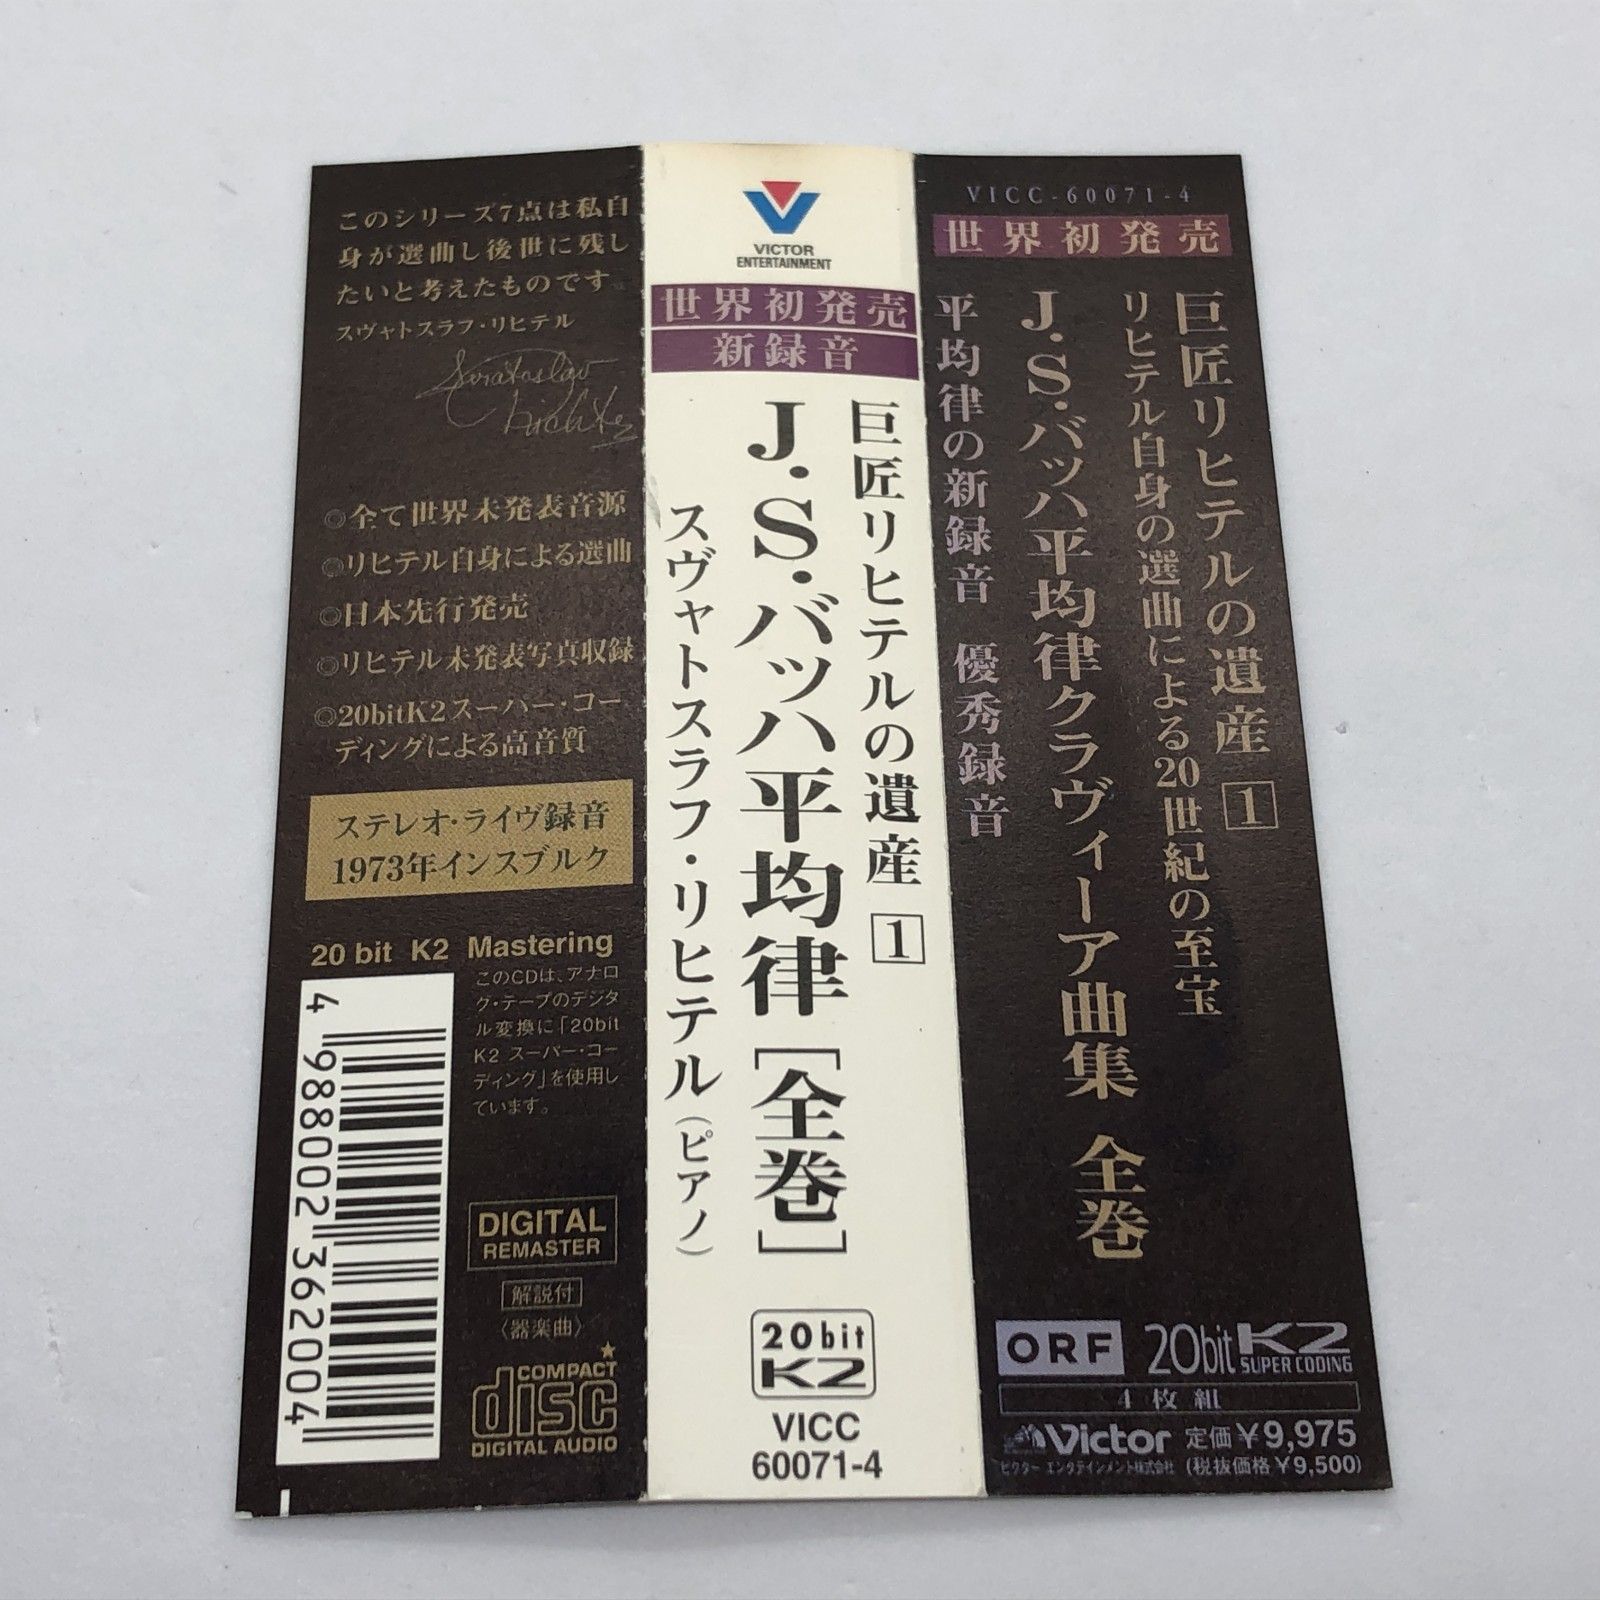 このシリーズ7点は私自
身が選曲し後世に残し
たいと考えたものです
スヴャトスラフ・リヒテル
◎全て世界未発表音源
◎リヒテル自身による選曲
◎日本先行発売
◎リヒテル未発表写真収録
◎20bitK2スーパー・コー
ディングによる高音質
ステレオ・ライヴ録音
1973年インスブルク
20 bit K2 Mastering
このCDは、アナロ
グ・テープのデジタ
ル変換に「20bit
K2 スーパー・コー
ディング」を使用し
ています。
4 988002 362004
DIGITAL
REMASTER
解説付
〈器楽曲〉
COMPACT
disc
DIGITAL AUDIO
VICTOR
ENTERTAINMENT
世界初発売
新録音
巨匠リヒテルの遺産 1
J.S.バッハ平均律［全巻］
スヴャトスラフ・リヒテル（ピアノ）
20bit
K2
VICC
60071-4
VICC-60071-4
世界初発売
巨匠リヒテルの遺産 1
リヒテル自身の選曲による20世紀の至宝
J.S.バッハ平均律クラヴィーア曲集 全巻
平均律の新録音 優秀録音
ORF
20bit K2
SUPER CODING
4枚組
Victor 定価￥9,975
ビクター エンタテインメント株式会社 (税抜価格￥9,500)